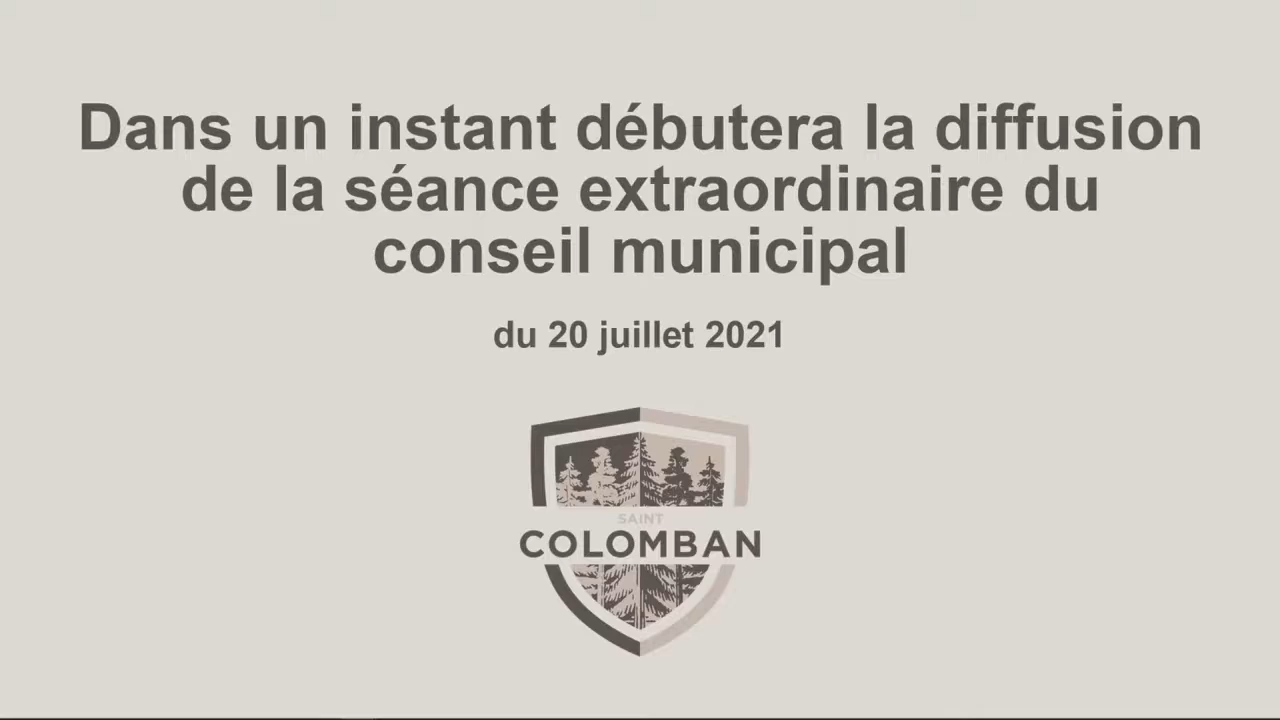 Dans un instant débutera la diffusion
de la séance extraordinaire du
conseil municipal
du 20 juillet 2021
SAINT
COLOMBAN